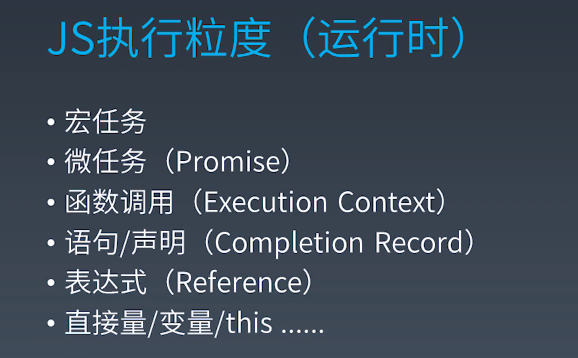 JS执行粒度（运行时）
• 宏任务
• 微任务（Promise）
• 函数调用（Execution Context）
• 语句/声明（Completion Record）
• 表达式（Reference）
• 直接量/变量/this ......